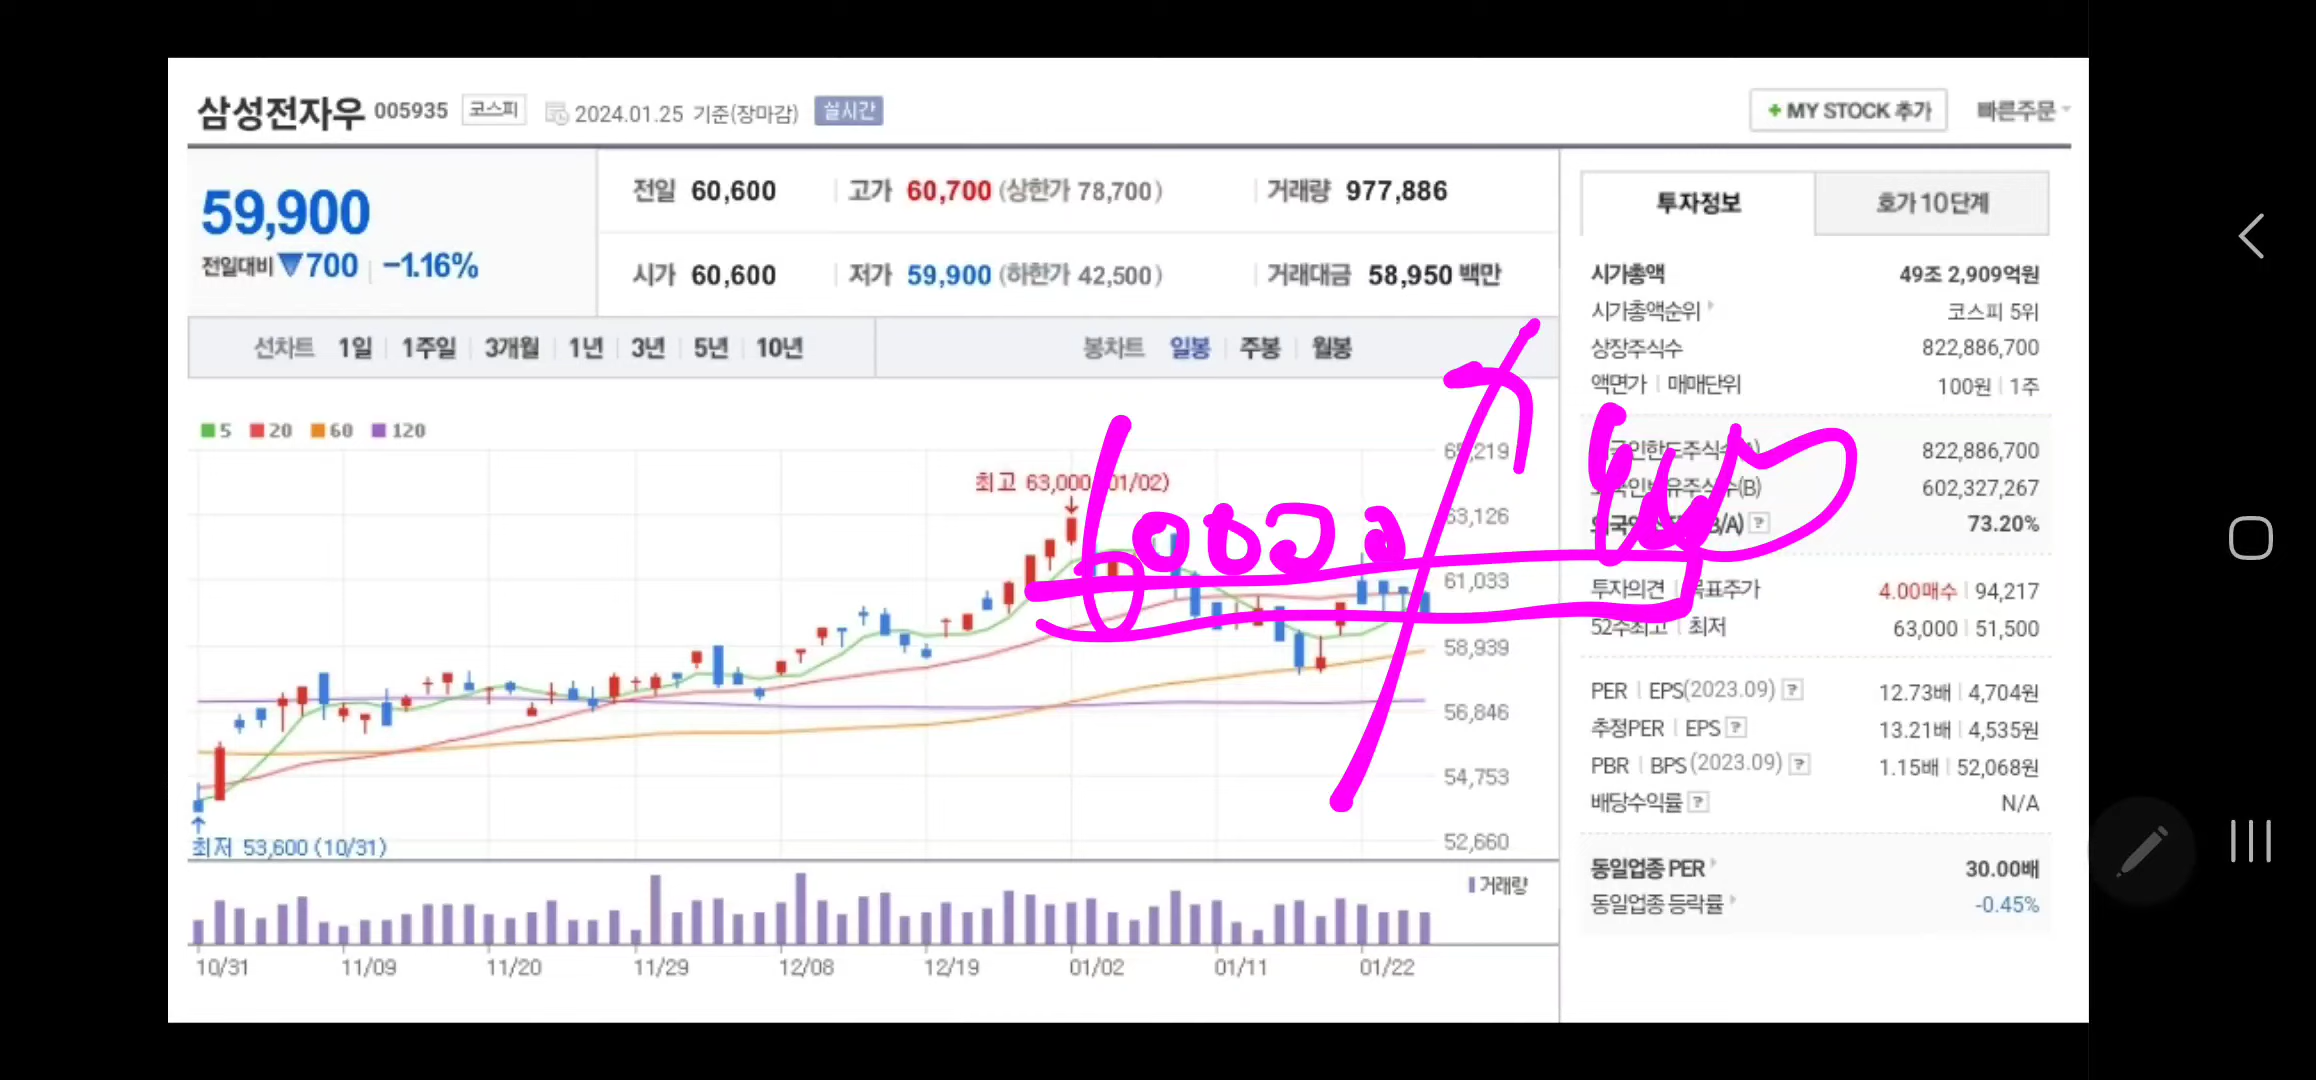 삼성전자우 005935 코스피 2024.01.25 기준(장마감) 실시간 + MY STOCK 추가 빠른주문
59,900
전일대비 ▼700 -1.16%
전일 60,600 고가 60,700 (상한가 78,700) 거래량 977,886
시가 60,600 저가 59,900 (하한가 42,500) 거래대금 58,950 백만
선차트 1일 1주일 3개월 1년 3년 5년 10년 봉차트 일봉 주봉 월봉
5 20 60 120
최고 63,000 01/02)
60000
63,126
61,033
58,939
56,846
54,753
52,660
최저 53,600 (10/31)
거래량
10/31 11/09 11/20 11/29 12/08 12/19 01/02 01/11 01/22
투자정보 호가 10단계
시가총액 49조 2,909억원
시가총액순위 코스피 5위
상장주식수 822,886,700
액면가 매매단위 100원 1주
822,886,700
602,327,267
73.20%
투자의견 목표주가 4.00매수 94,217
52주최고 최저 63,000 51,500
PER EPS(2023.09) ? 12.73배 4,704원
추정PER EPS ? 13.21배 4,535원
PBR BPS (2023.09) ? 1.15배 52,068원
배당수익률 ? N/A
동일업종 PER 30.00배
동일업종 등락률 -0.45%